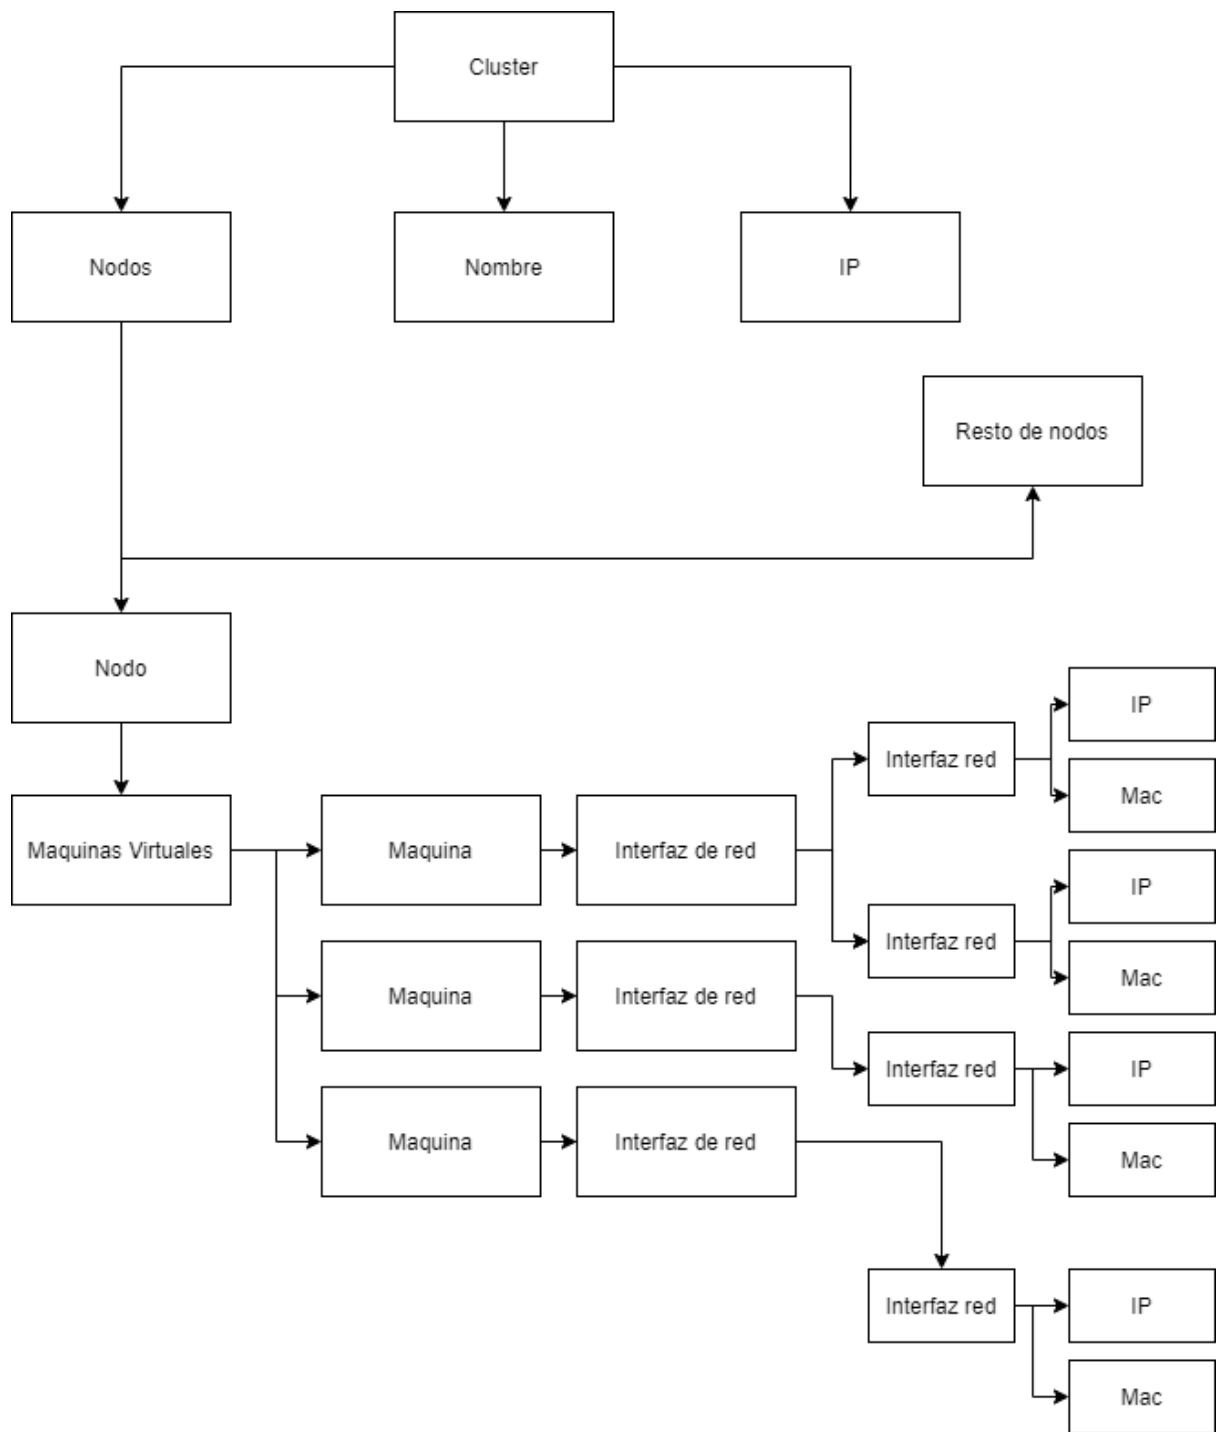 Cluster
Nodos
Nombre
IP
Resto de nodos
Nodo
IP
Interfaz red
Mac
Maquinas Virtuales
Maquina
Interfaz de red
IP
Interfaz red
Mac
Maquina
Interfaz de red
Interfaz red
IP
Maquina
Interfaz de red
Mac
Interfaz red
IP
Mac